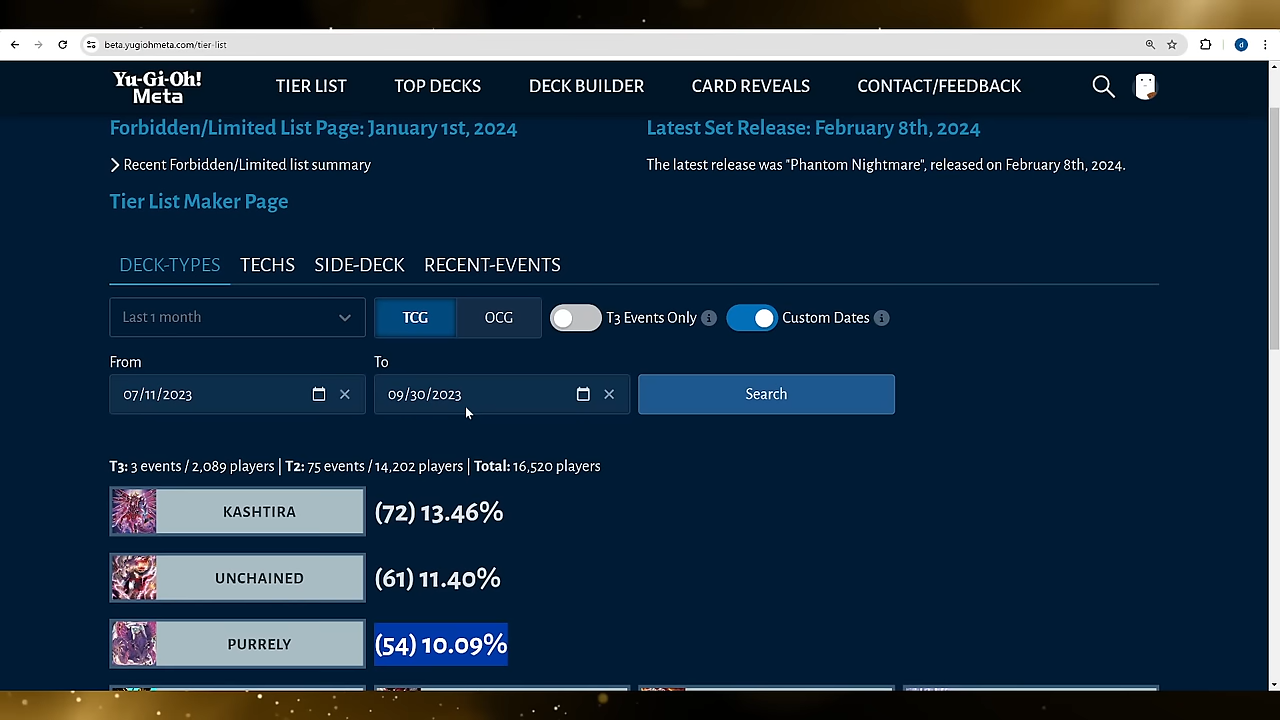 beta.yugiohmeta.com/tier-list
d
Yu-Gi-Oh!
Meta
TIER LIST
TOP DECKS
DECK BUILDER
CARD REVEALS
CONTACT/FEEDBACK
Forbidden/Limited List Page: January 1st, 2024
Latest Set Release: February 8th, 2024
Recent Forbidden/Limited list summary
The latest release was "Phantom Nightmare", released on February 8th, 2024.
Tier List Maker Page
DECK-TYPES
TECHS
SIDE-DECK
RECENT-EVENTS
Last 1 month
TCG
OCG
T3 Events Only
Custom Dates
From
To
07/11/2023
09/30/2023
Search
T3: 3 events / 2,089 players | T2: 75 events / 14,202 players | Total: 16,520 players
KASHTIRA
(72) 13.46%
UNCHAINED
(61) 11.40%
PURRELY
(54) 10.09%